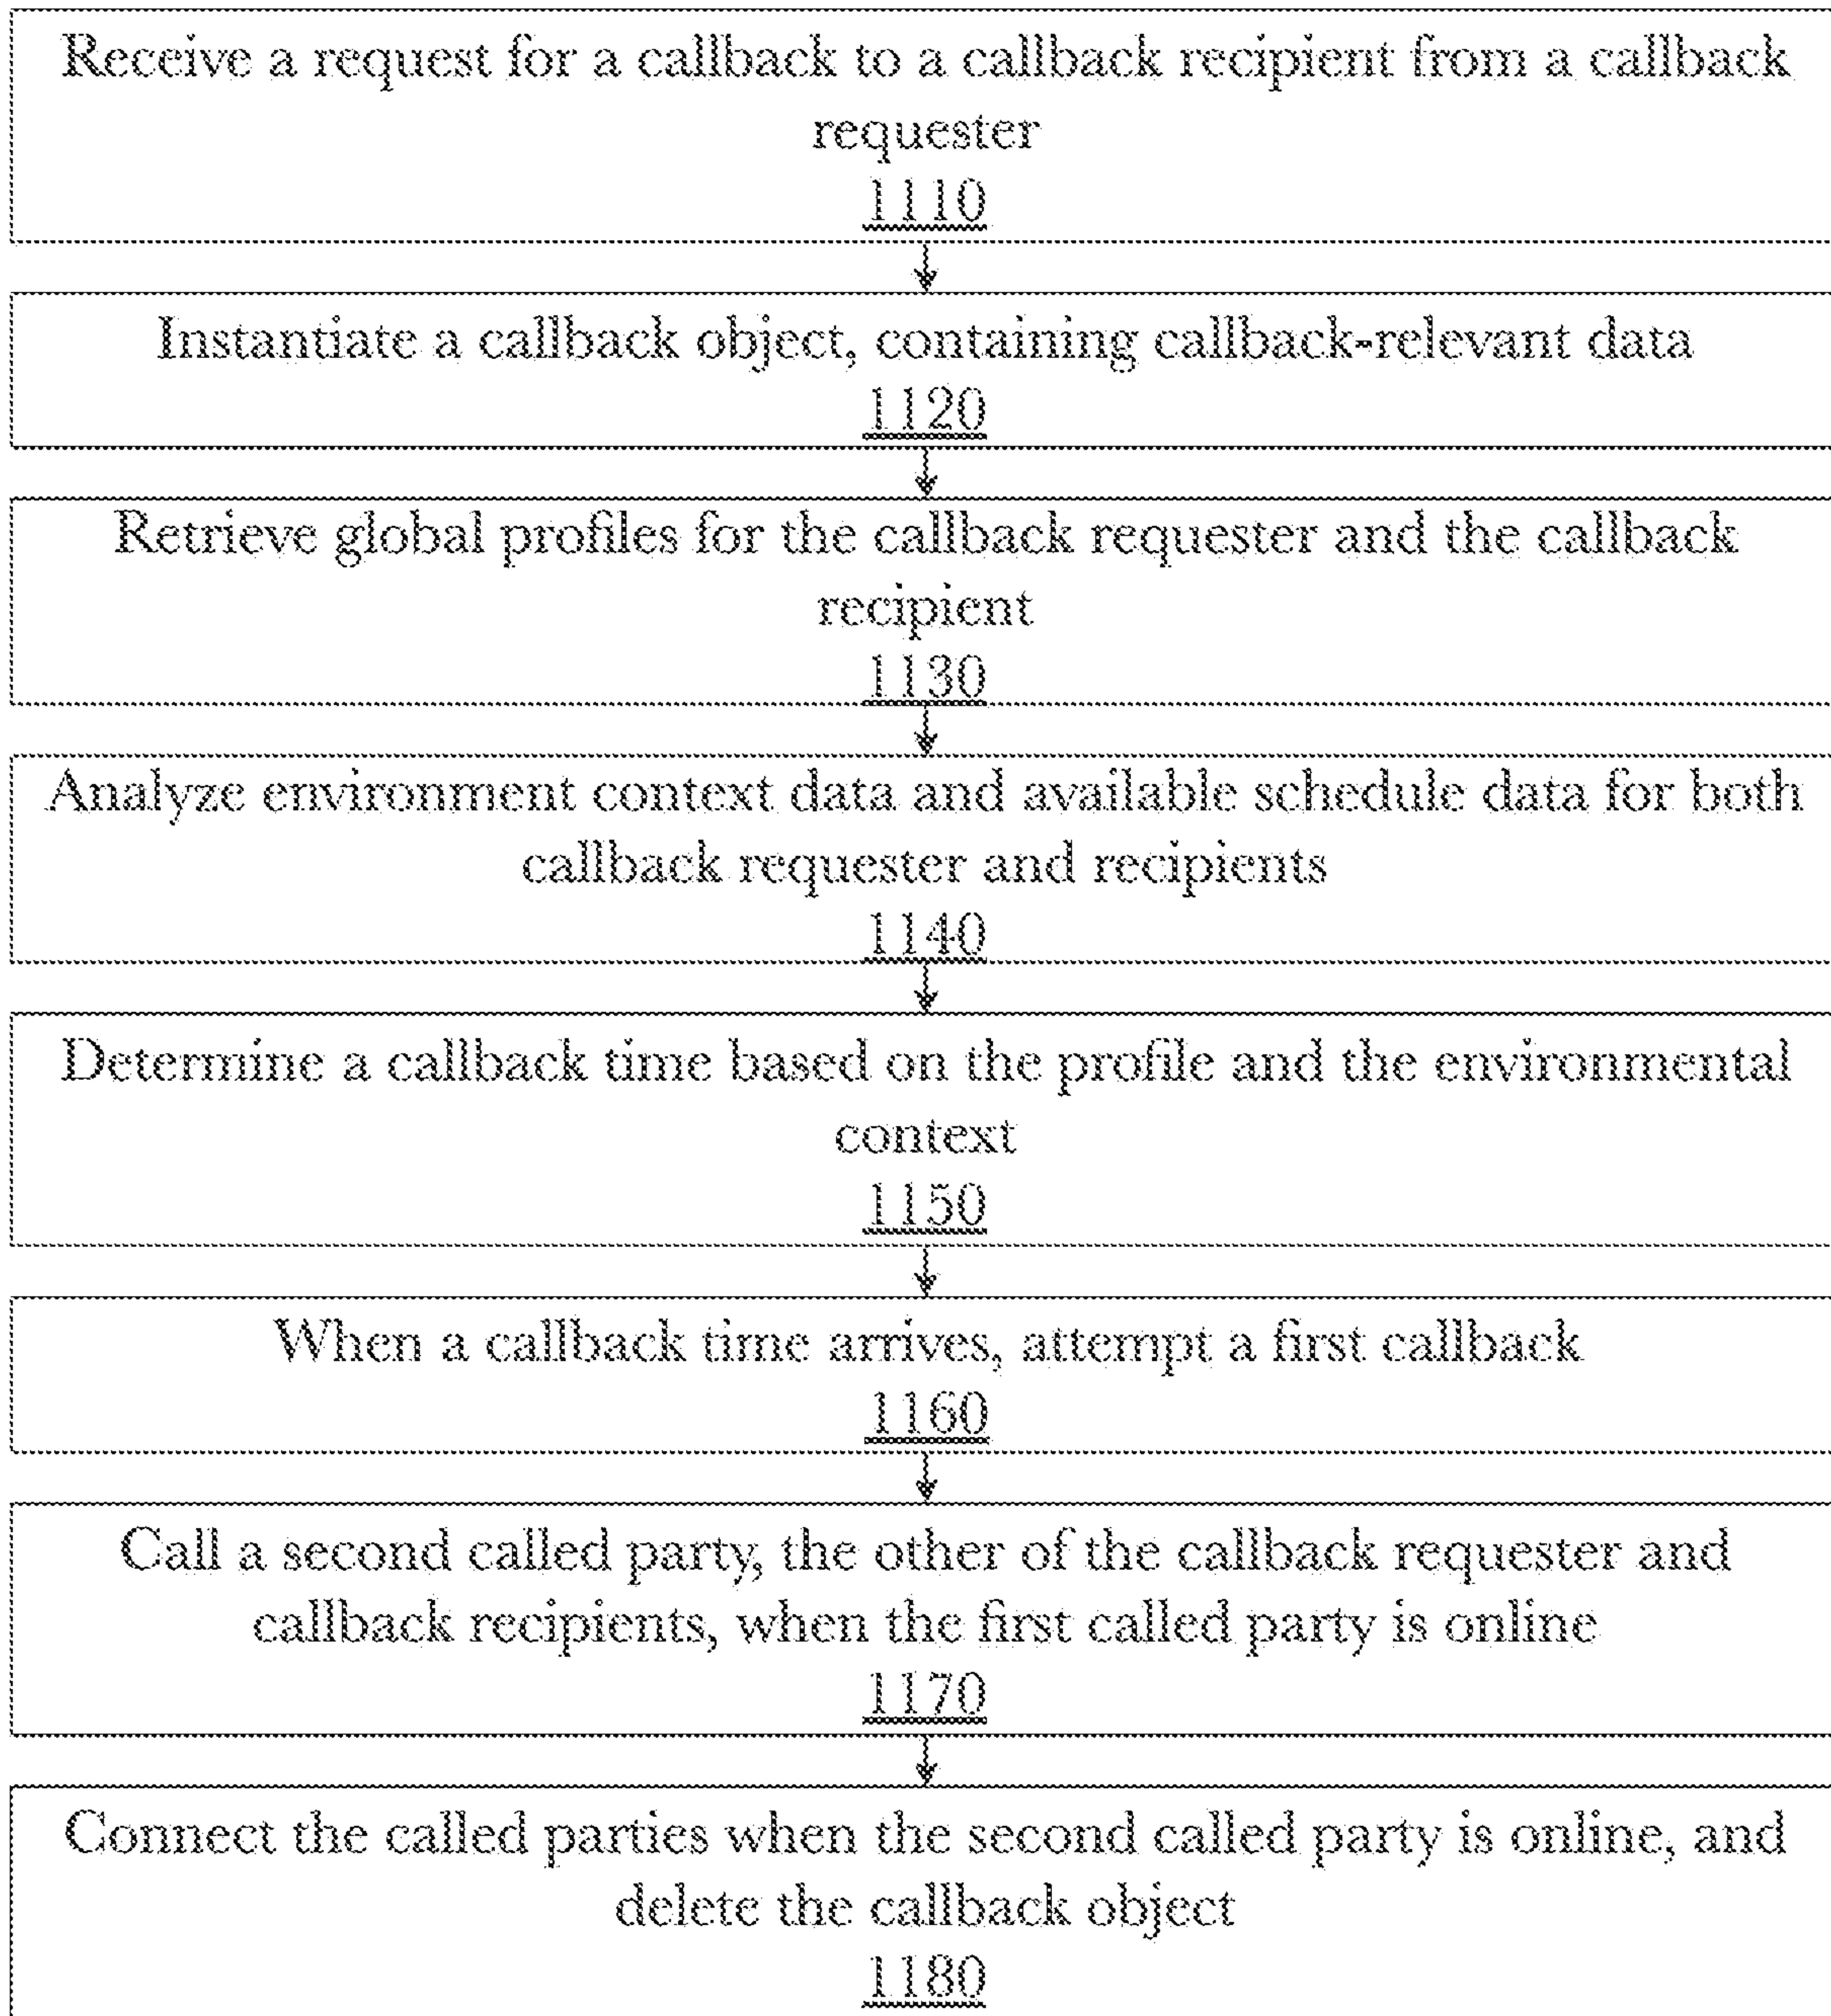 Receive a request for a callback to a callback recipient from a callback
requester
1110
Instantiate a callback object, containing callback-relevant data
1120
Retrieve global profiles for the callback requester and the callback
recipient
1130
Analyze environment context data and available schedule data for both
callback requester and recipients
1140
Determine a callback time based on the profile and the environmental
context
1150
When a callback time arrives, attempt a first callback
1160
Call a second called party, the other of the callback requester and
callback recipients, when the first called party is online
1170
Connect the called parties when the second called party is online, and
delete the callback object
1180